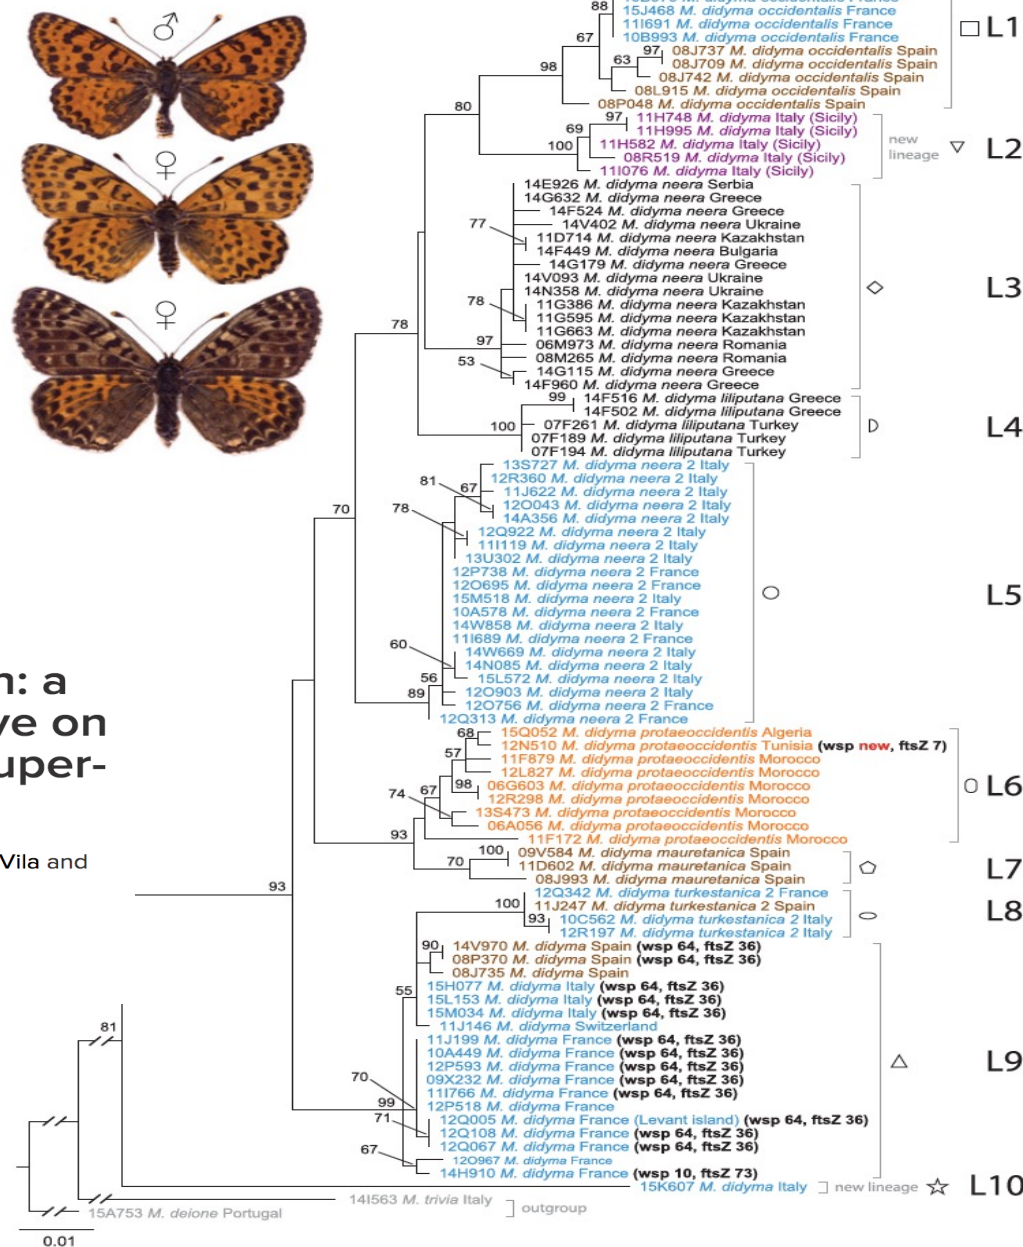 ♂
♀
♀
n: a
ve on
uper-
Vila and
88
15J468 M. didyma occidentalis France
11I691 M. didyma occidentalis France
10B993 M. didyma occidentalis France
67
97 08J737 M. didyma occidentalis Spain
63 08J709 M. didyma occidentalis Spain
08J742 M. didyma occidentalis Spain
98
08L915 M. didyma occidentalis Spain
08P048 M. didyma occidentalis Spain
L1
80
97 11H748 M. didyma Italy (Sicily)
69 11H995 M. didyma Italy (Sicily)
100 11H582 M. didyma Italy (Sicily)
08R519 M. didyma Italy (Sicily)
11I076 M. didyma Italy (Sicily)
new
lineage
L2
14E926 M. didyma neera Serbia
14G632 M. didyma neera Greece
14F524 M. didyma neera Greece
77 14V402 M. didyma neera Ukraine
11D714 M. didyma neera Kazakhstan
14F449 M. didyma neera Bulgaria
14G179 M. didyma neera Greece
14V093 M. didyma neera Ukraine
14N358 M. didyma neera Ukraine
78 11G386 M. didyma neera Kazakhstan
11G595 M. didyma neera Kazakhstan
11G663 M. didyma neera Kazakhstan
97 06M973 M. didyma neera Romania
08M265 M. didyma neera Romania
53 14G115 M. didyma neera Greece
14F960 M. didyma neera Greece
L3
78
99 14F516 M. didyma liliputana Greece
14F502 M. didyma liliputana Greece
100 07F261 M. didyma liliputana Turkey
07F189 M. didyma liliputana Turkey
07F194 M. didyma liliputana Turkey
L4
70
13S727 M. didyma neera 2 Italy
81 12R360 M. didyma neera 2 Italy
67 11J622 M. didyma neera 2 Italy
78 12O043 M. didyma neera 2 Italy
14A356 M. didyma neera 2 Italy
12Q922 M. didyma neera 2 Italy
11I119 M. didyma neera 2 Italy
13U302 M. didyma neera 2 Italy
12P738 M. didyma neera 2 France
12O695 M. didyma neera 2 France
15M518 M. didyma neera 2 Italy
10A578 M. didyma neera 2 France
14W858 M. didyma neera 2 Italy
11I689 M. didyma neera 2 France
60 14W669 M. didyma neera 2 Italy
14N085 M. didyma neera 2 Italy
56 15L572 M. didyma neera 2 Italy
89 12O903 M. didyma neera 2 Italy
12O756 M. didyma neera 2 France
12Q313 M. didyma neera 2 France
L5
68 15Q052 M. didyma protaeoccidentis Algeria
12N510 M. didyma protaeoccidentis Tunisia (wsp new, ftsZ 7)
57 11F879 M. didyma protaeoccidentis Morocco
12L827 M. didyma protaeoccidentis Morocco
67 98 06G603 M. didyma protaeoccidentis Morocco
74 12R298 M. didyma protaeoccidentis Morocco
13S473 M. didyma protaeoccidentis Morocco
06A056 M. didyma protaeoccidentis Morocco
93 11F172 M. didyma protaeoccidentis Morocco
L6
100 09V584 M. didyma mauretanica Spain
70 11D602 M. didyma mauretanica Spain
08J993 M. didyma mauretanica Spain
L7
93
12Q342 M. didyma turkestanica 2 France
100 11J247 M. didyma turkestanica 2 Spain
93 10C562 M. didyma turkestanica 2 Italy
12R197 M. didyma turkestanica 2 Italy
L8
90 14V970 M. didyma Spain (wsp 64, ftsZ 36)
08P370 M. didyma Spain (wsp 64, ftsZ 36)
08J735 M. didyma Spain
55 15H077 M. didyma Italy (wsp 64, ftsZ 36)
15L153 M. didyma Italy (wsp 64, ftsZ 36)
15M034 M. didyma Italy (wsp 64, ftsZ 36)
11J146 M. didyma Switzerland
11J199 M. didyma France (wsp 64, ftsZ 36)
10A449 M. didyma France (wsp 64, ftsZ 36)
12P593 M. didyma France (wsp 64, ftsZ 36)
70 09X232 M. didyma France (wsp 64, ftsZ 36)
11I766 M. didyma France (wsp 64, ftsZ 36)
99 12P518 M. didyma France
71 12Q005 M. didyma France (Levant island) (wsp 64, ftsZ 36)
12Q108 M. didyma France (wsp 64, ftsZ 36)
12Q067 M. didyma France (wsp 64, ftsZ 36)
67 12O967 M. didyma France
14H910 M. didyma France (wsp 10, ftsZ 73)
L9
81
15K607 M. didyma Italy
new lineage
L10
14I563 M. trivia Italy
15A753 M. deione Portugal
outgroup
0.01